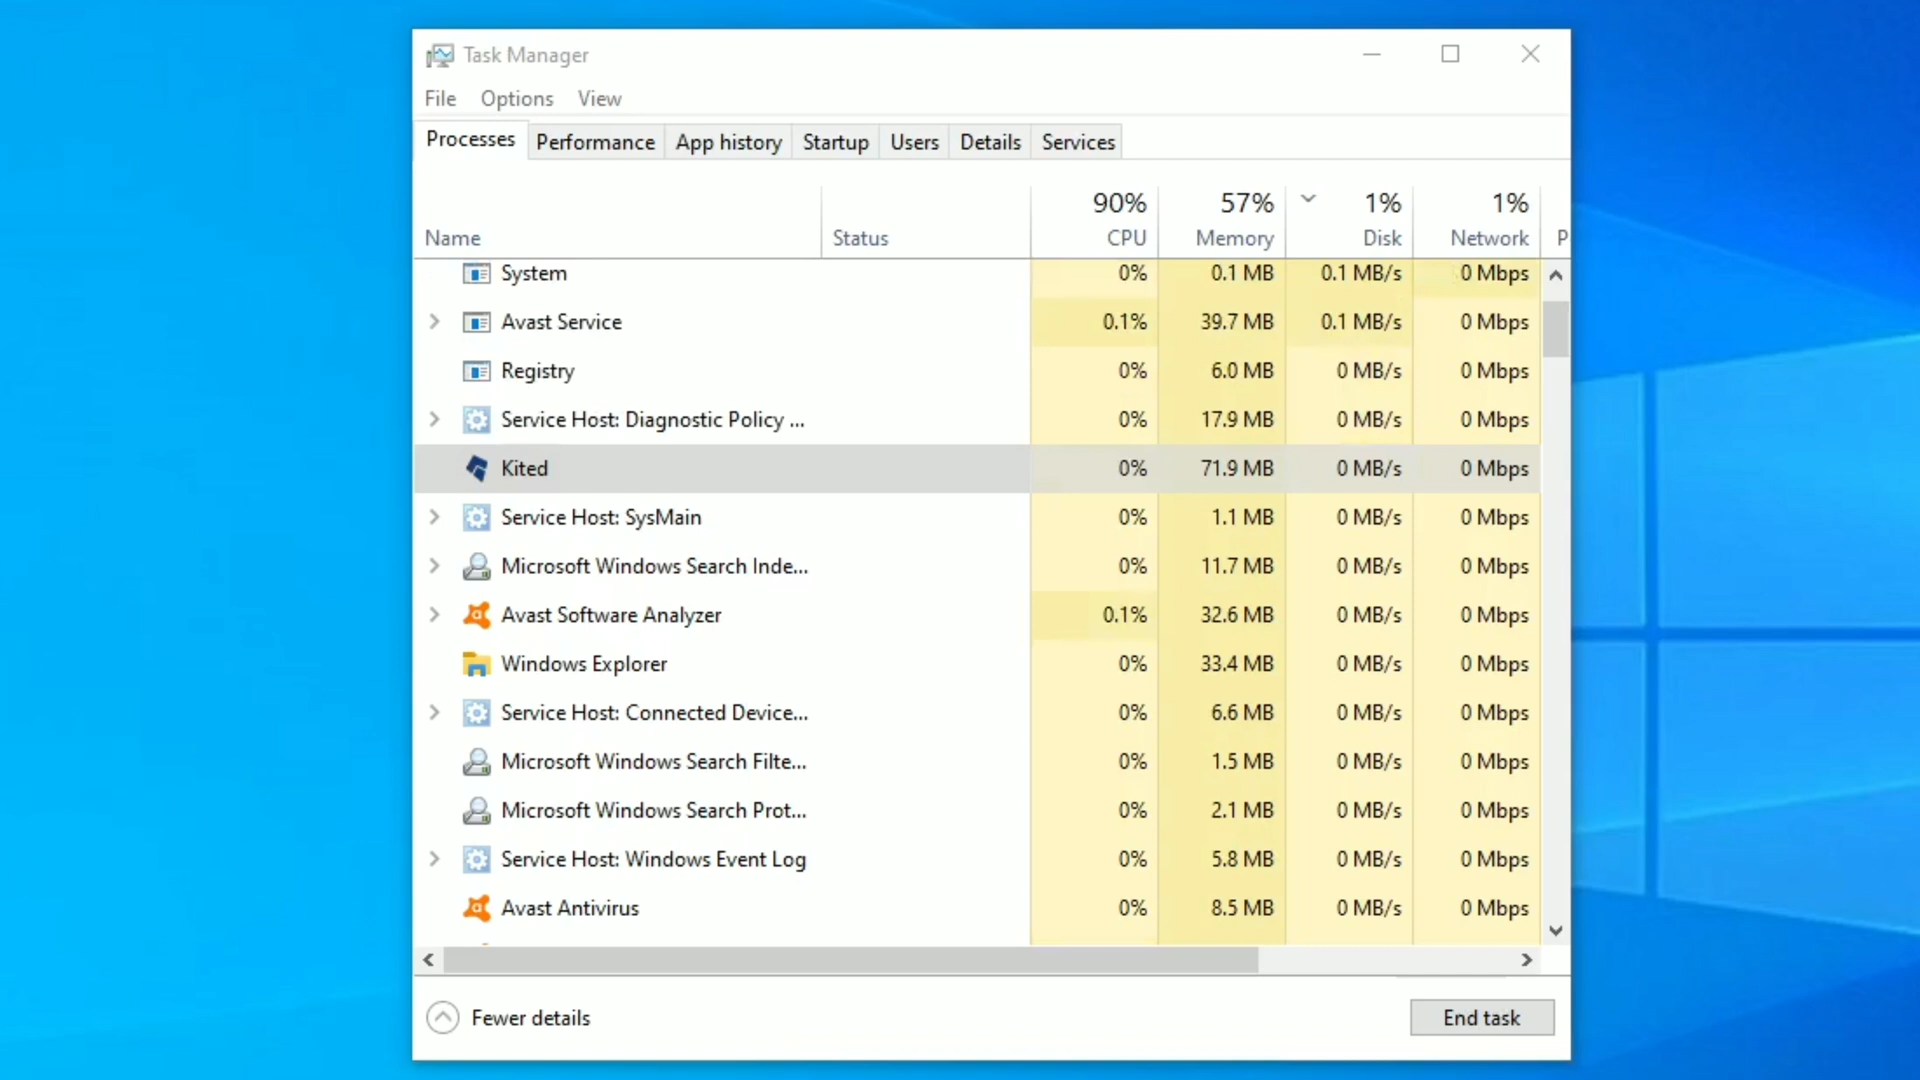 Task Manager
File Options View
Processes Performance App history Startup Users Details Services
90% 57% 1% 1%
Name Status CPU Memory Disk Network P
System 0% 0.1 MB 0.1 MB/s 0 Mbps
Avast Service 0.1% 39.7 MB 0.1 MB/s 0 Mbps
Registry 0% 6.0 MB 0 MB/s 0 Mbps
Service Host: Diagnostic Policy ... 0% 17.9 MB 0 MB/s 0 Mbps
Kited 0% 71.9 MB 0 MB/s 0 Mbps
Service Host: SysMain 0% 1.1 MB 0 MB/s 0 Mbps
Microsoft Windows Search Inde... 0% 11.7 MB 0 MB/s 0 Mbps
Avast Software Analyzer 0.1% 32.6 MB 0 MB/s 0 Mbps
Windows Explorer 0% 33.4 MB 0 MB/s 0 Mbps
Service Host: Connected Device... 0% 6.6 MB 0 MB/s 0 Mbps
Microsoft Windows Search Filte... 0% 1.5 MB 0 MB/s 0 Mbps
Microsoft Windows Search Prot... 0% 2.1 MB 0 MB/s 0 Mbps
Service Host: Windows Event Log 0% 5.8 MB 0 MB/s 0 Mbps
Avast Antivirus 0% 8.5 MB 0 MB/s 0 Mbps
Fewer details End task